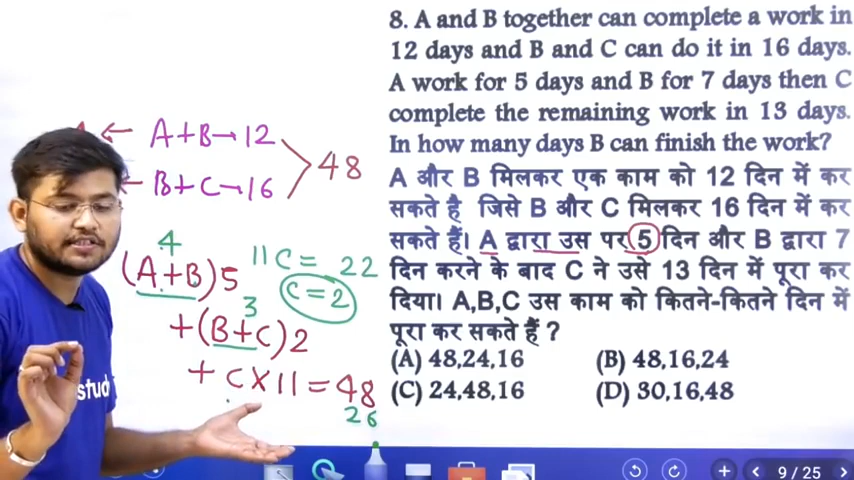 8. A and B together can complete a work in
12 days and B and C can do it in 16 days.
A work for 5 days and B for 7 days then C
complete the remaining work in 13 days.
In how many days B can finish the work?
A और B मिलकर एक काम को 12 दिन में कर
सकते है जिसे B और C मिलकर 16 दिन में कर
सकते हैं। A द्वारा उस पर 5 दिन और B द्वारा 7
दिन करने के बाद C ने उसे 13 दिन में पूरा कर
दिया। A,B,C उस काम को कितने-कितने दिन में
पूरा कर सकते हैं ?
(A) 48,24,16 (B) 48,16,24
(C) 24,48,16 (D) 30,16,48
← A+B→12
48
← B+C→16
4
(A+B)5
11C = 22
C=2
3
+(B+C)2
+ C×11=48
26
stud
9 / 25